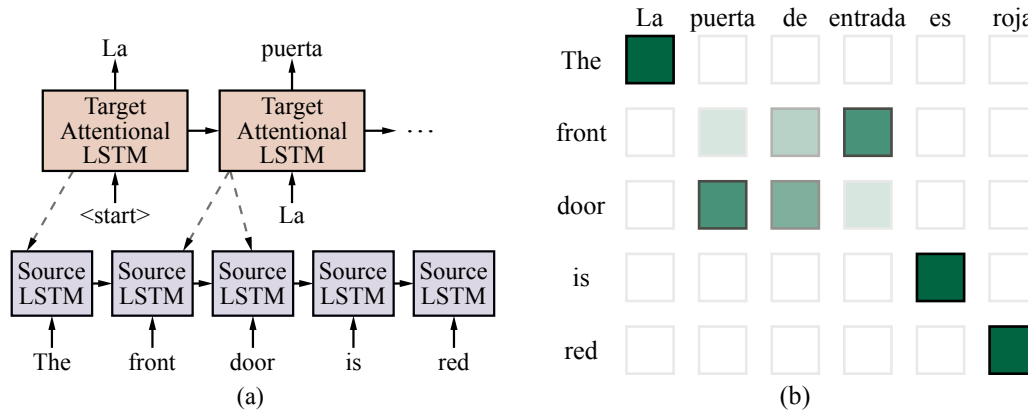 La puerta
Target Attentional LSTM
Target Attentional LSTM
. . .
<start>
La
Source LSTM
Source LSTM
Source LSTM
Source LSTM
Source LSTM
The front door is red
(a)
La puerta de entrada es roja
The
front
door
is
red
(b)